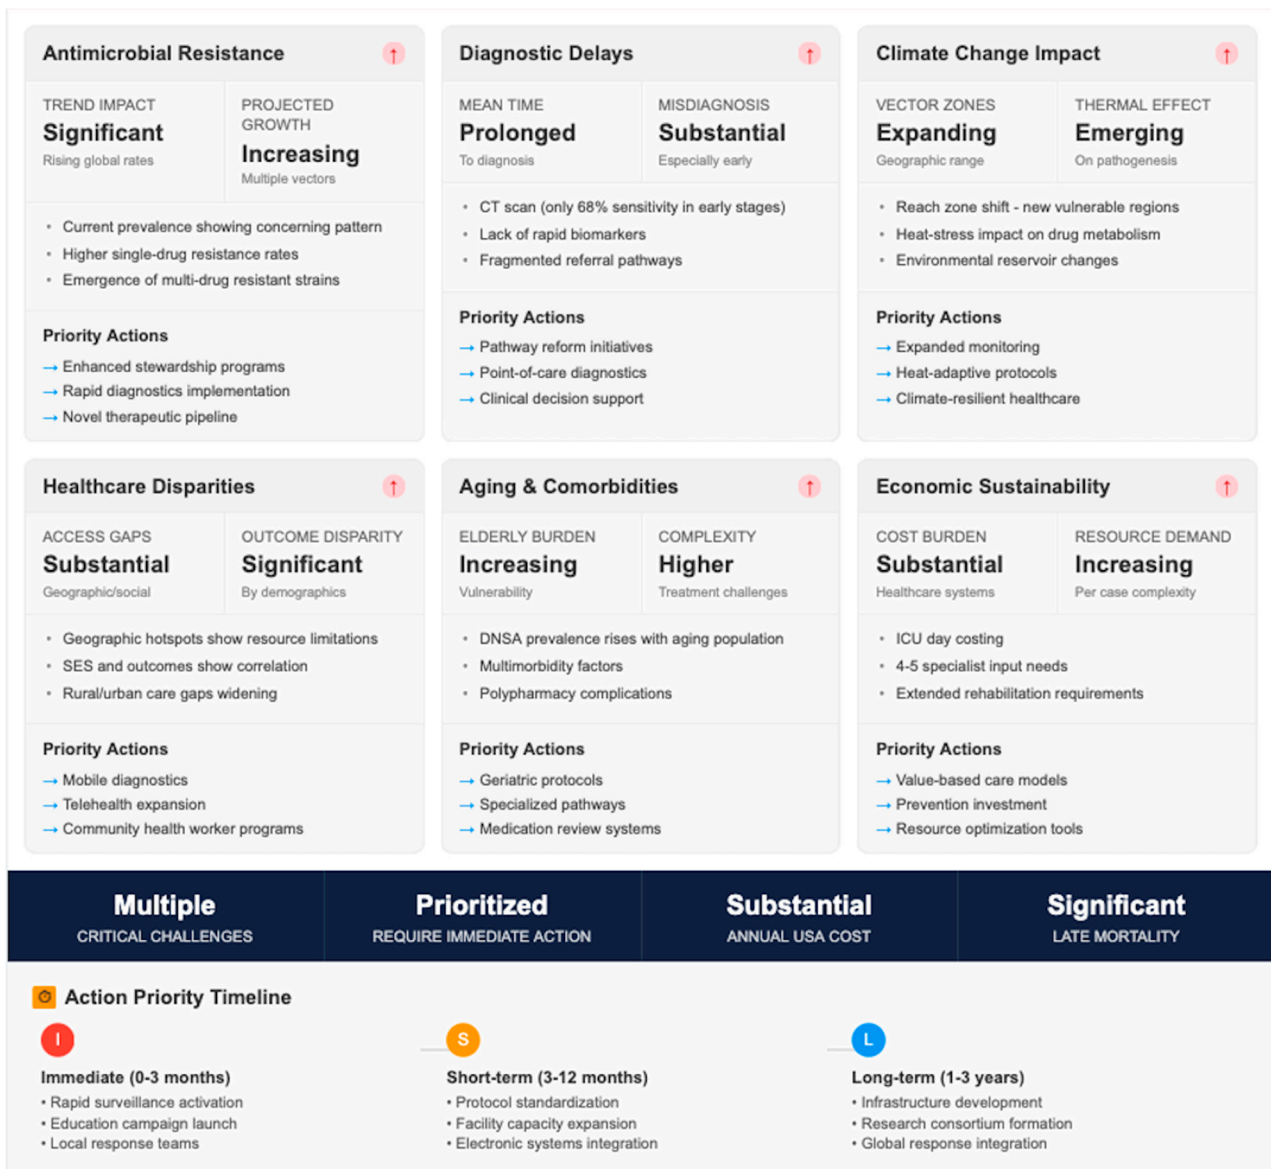 Antimicrobial Resistance
↑
TREND IMPACT
Significant
Rising global rates
PROJECTED
GROWTH
Increasing
Multiple vectors
• Current prevalence showing concerning pattern
• Higher single-drug resistance rates
• Emergence of multi-drug resistant strains
Priority Actions
→ Enhanced stewardship programs
→ Rapid diagnostics implementation
→ Novel therapeutic pipeline
Diagnostic Delays
↑
MEAN TIME
Prolonged
To diagnosis
MISDIAGNOSIS
Substantial
Especially early
• CT scan (only 68% sensitivity in early stages)
• Lack of rapid biomarkers
• Fragmented referral pathways
Priority Actions
→ Pathway reform initiatives
→ Point-of-care diagnostics
→ Clinical decision support
Climate Change Impact
↑
VECTOR ZONES
Expanding
Geographic range
THERMAL EFFECT
Emerging
On pathogenesis
• Reach zone shift - new vulnerable regions
• Heat-stress impact on drug metabolism
• Environmental reservoir changes
Priority Actions
→ Expanded monitoring
→ Heat-adaptive protocols
→ Climate-resilient healthcare
Healthcare Disparities
↑
ACCESS GAPS
Substantial
Geographic/social
OUTCOME DISPARITY
Significant
By demographics
• Geographic hotspots show resource limitations
• SES and outcomes show correlation
• Rural/urban care gaps widening
Priority Actions
→ Mobile diagnostics
→ Telehealth expansion
→ Community health worker programs
Aging & Comorbidities
↑
ELDERLY BURDEN
Increasing
Vulnerability
COMPLEXITY
Higher
Treatment challenges
• DNSA prevalence rises with aging population
• Multimorbidity factors
• Polypharmacy complications
Priority Actions
→ Geriatric protocols
→ Specialized pathways
→ Medication review systems
Economic Sustainability
↑
COST BURDEN
Substantial
Healthcare systems
RESOURCE DEMAND
Increasing
Per case complexity
• ICU day costing
• 4-5 specialist input needs
• Extended rehabilitation requirements
Priority Actions
→ Value-based care models
→ Prevention investment
→ Resource optimization tools
Multiple
CRITICAL CHALLENGES
Prioritized
REQUIRE IMMEDIATE ACTION
Substantial
ANNUAL USA COST
Significant
LATE MORTALITY
Action Priority Timeline
I
Immediate (0-3 months)
• Rapid surveillance activation
• Education campaign launch
• Local response teams
S
Short-term (3-12 months)
• Protocol standardization
• Facility capacity expansion
• Electronic systems integration
L
Long-term (1-3 years)
• Infrastructure development
• Research consortium formation
• Global response integration